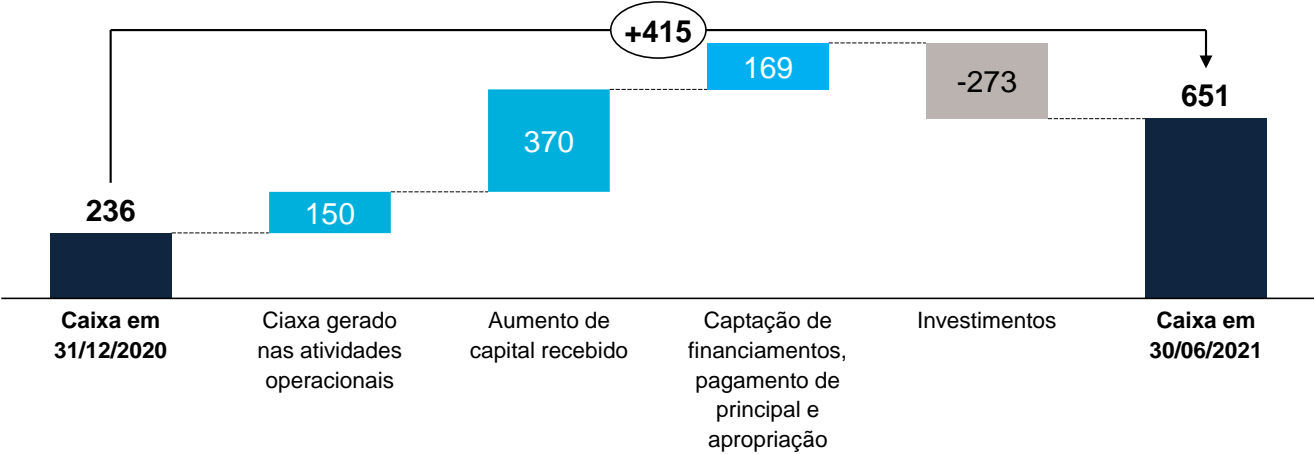 +415
169
-273
651
370
236
150
Caixa em
31/12/2020
Ciaxa gerado
nas atividades
operacionais
Aumento de
capital recebido
Captação de
financiamentos,
pagamento de
principal e
apropriação
Investimentos
Caixa em
30/06/2021